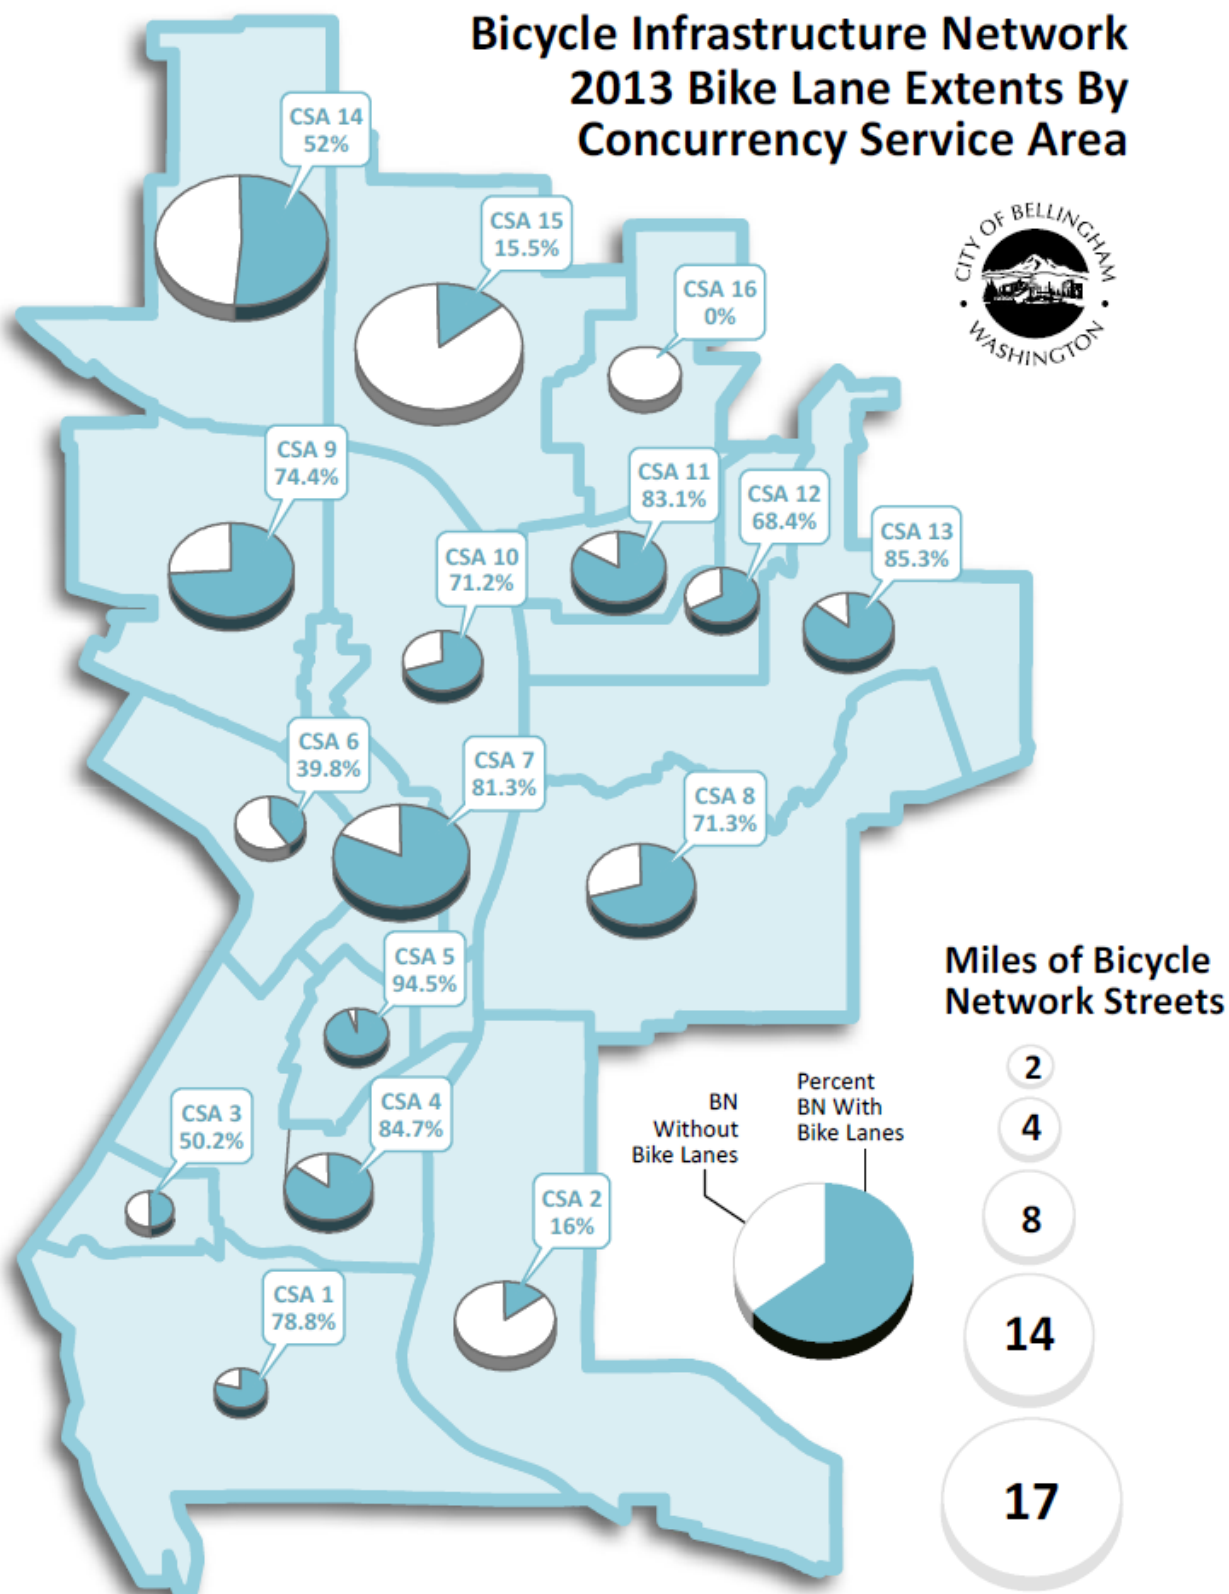 Bicycle Infrastructure Network
2013 Bike Lane Extents By
Concurrency Service Area
CITY OF BELLINGHAM
• WASHINGTON •
CSA 14
52%
CSA 15
15.5%
CSA 16
0%
CSA 9
74.4%
CSA 11
83.1%
CSA 12
68.4%
CSA 10
71.2%
CSA 13
85.3%
CSA 6
39.8%
CSA 7
81.3%
CSA 8
71.3%
CSA 5
94.5%
CSA 3
50.2%
CSA 4
84.7%
CSA 2
16%
CSA 1
78.8%
BN
Without
Bike Lanes
Percent
BN With
Bike Lanes
Miles of Bicycle
Network Streets
2
4
8
14
17